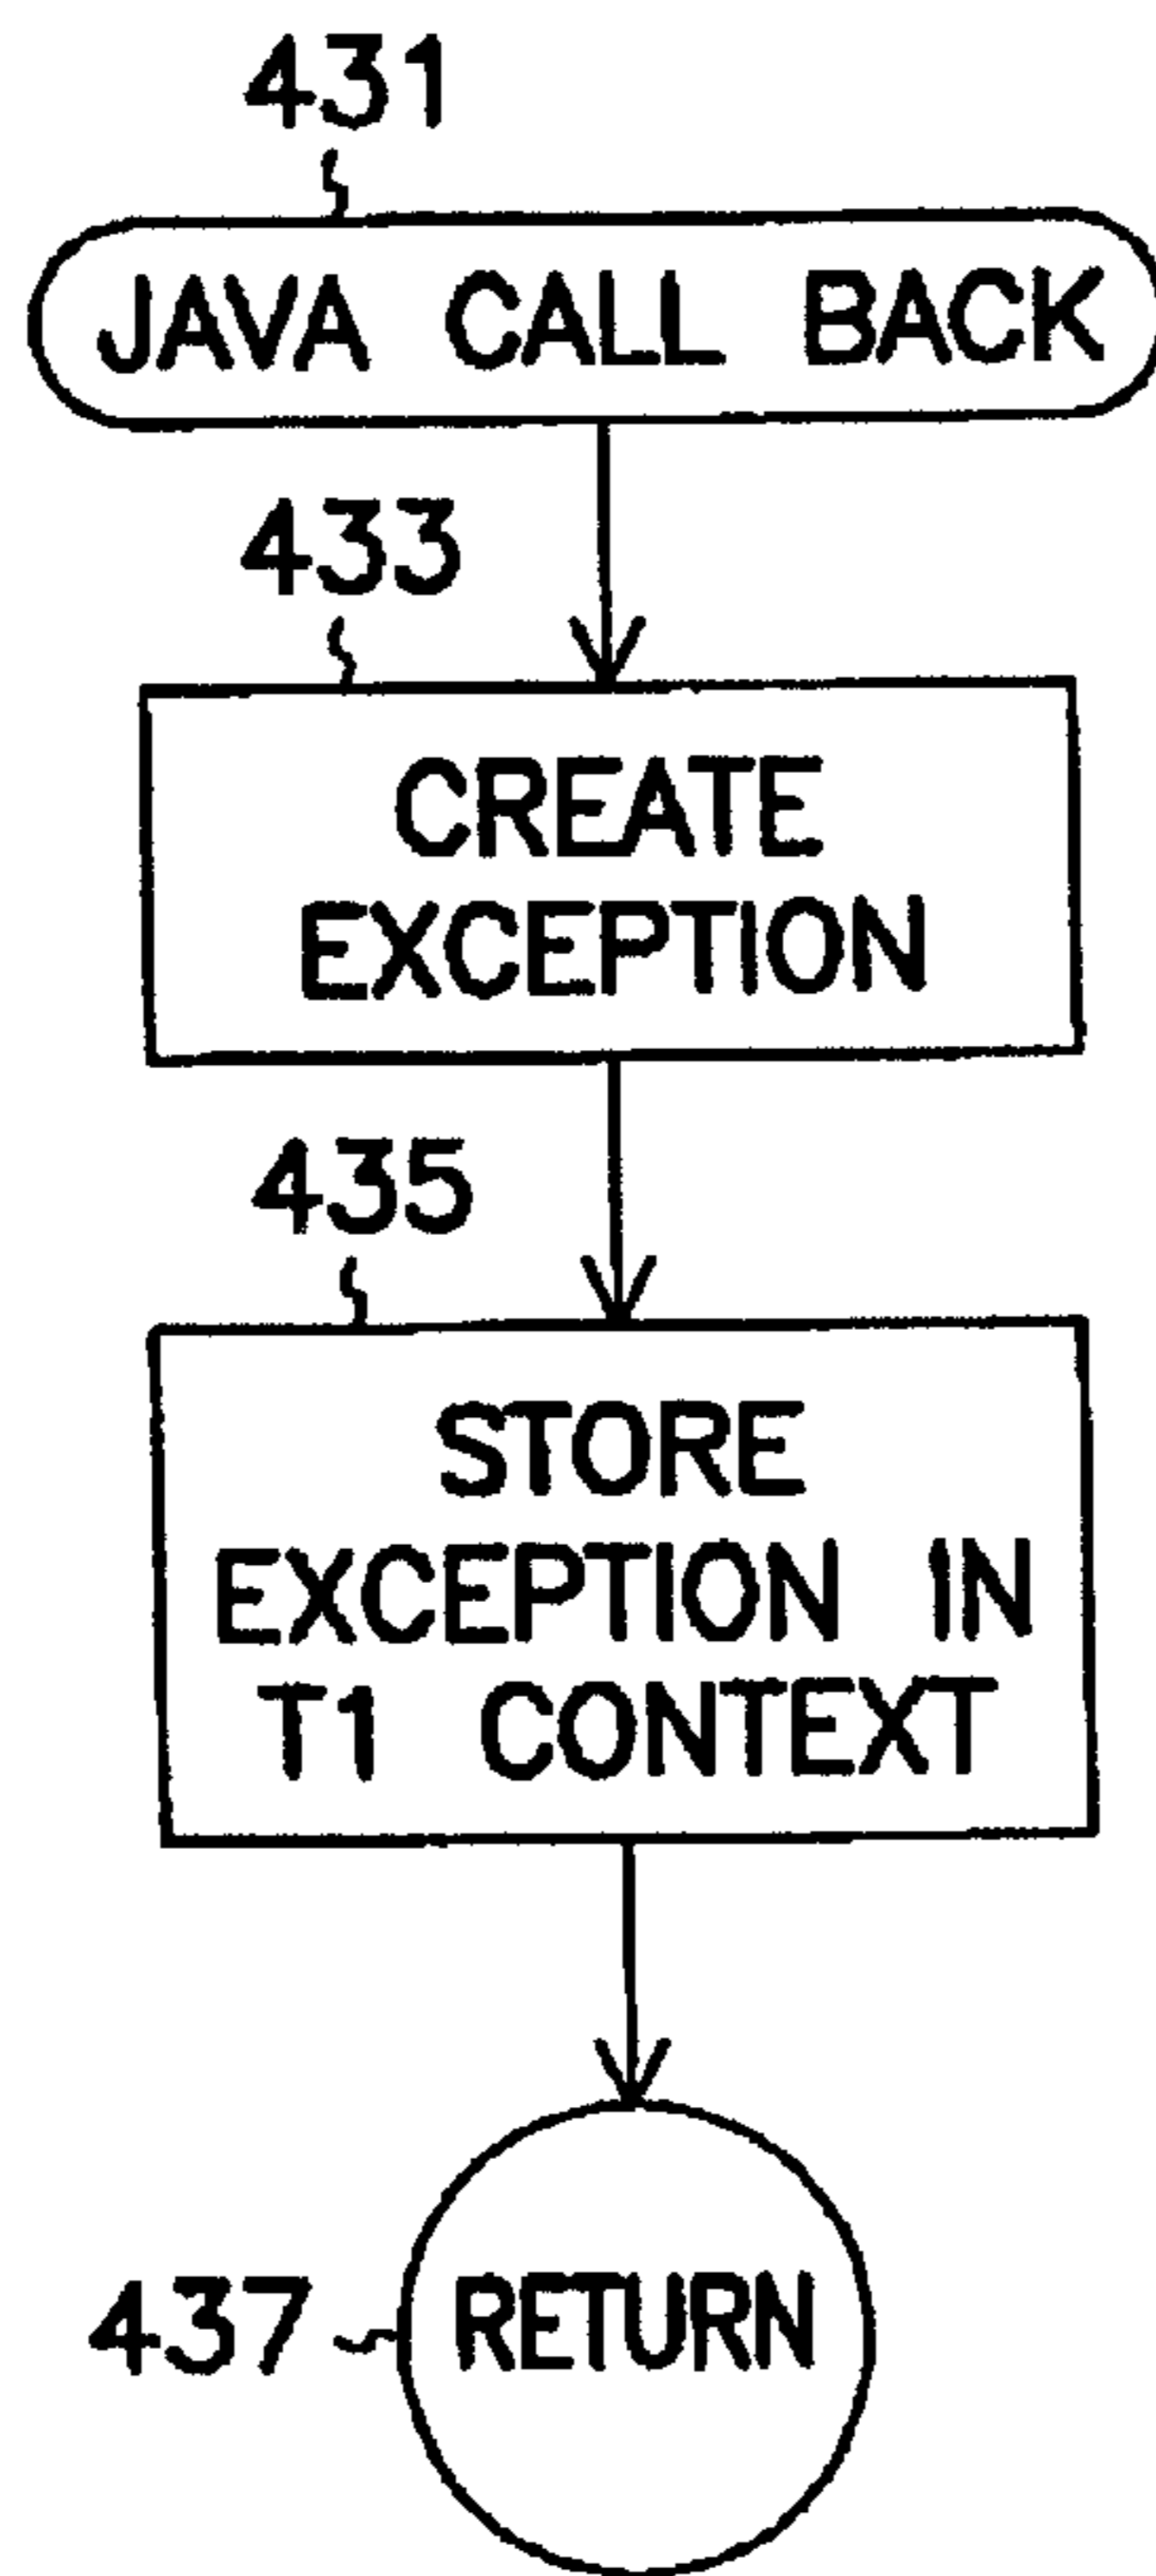 431
JAVA CALL BACK
433
CREATE
EXCEPTION
435
STORE
EXCEPTION IN
T1 CONTEXT
437
RETURN